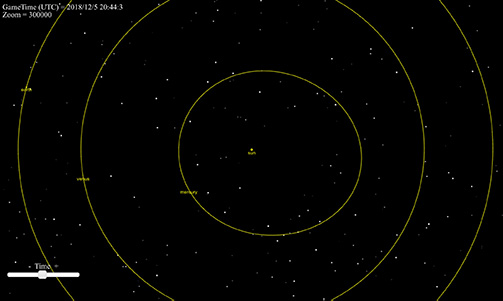 GameTime (UTC) = 2018/12/5 20:44:3
Zoom = 300000
earth
sun
venus
mercury
- Time +